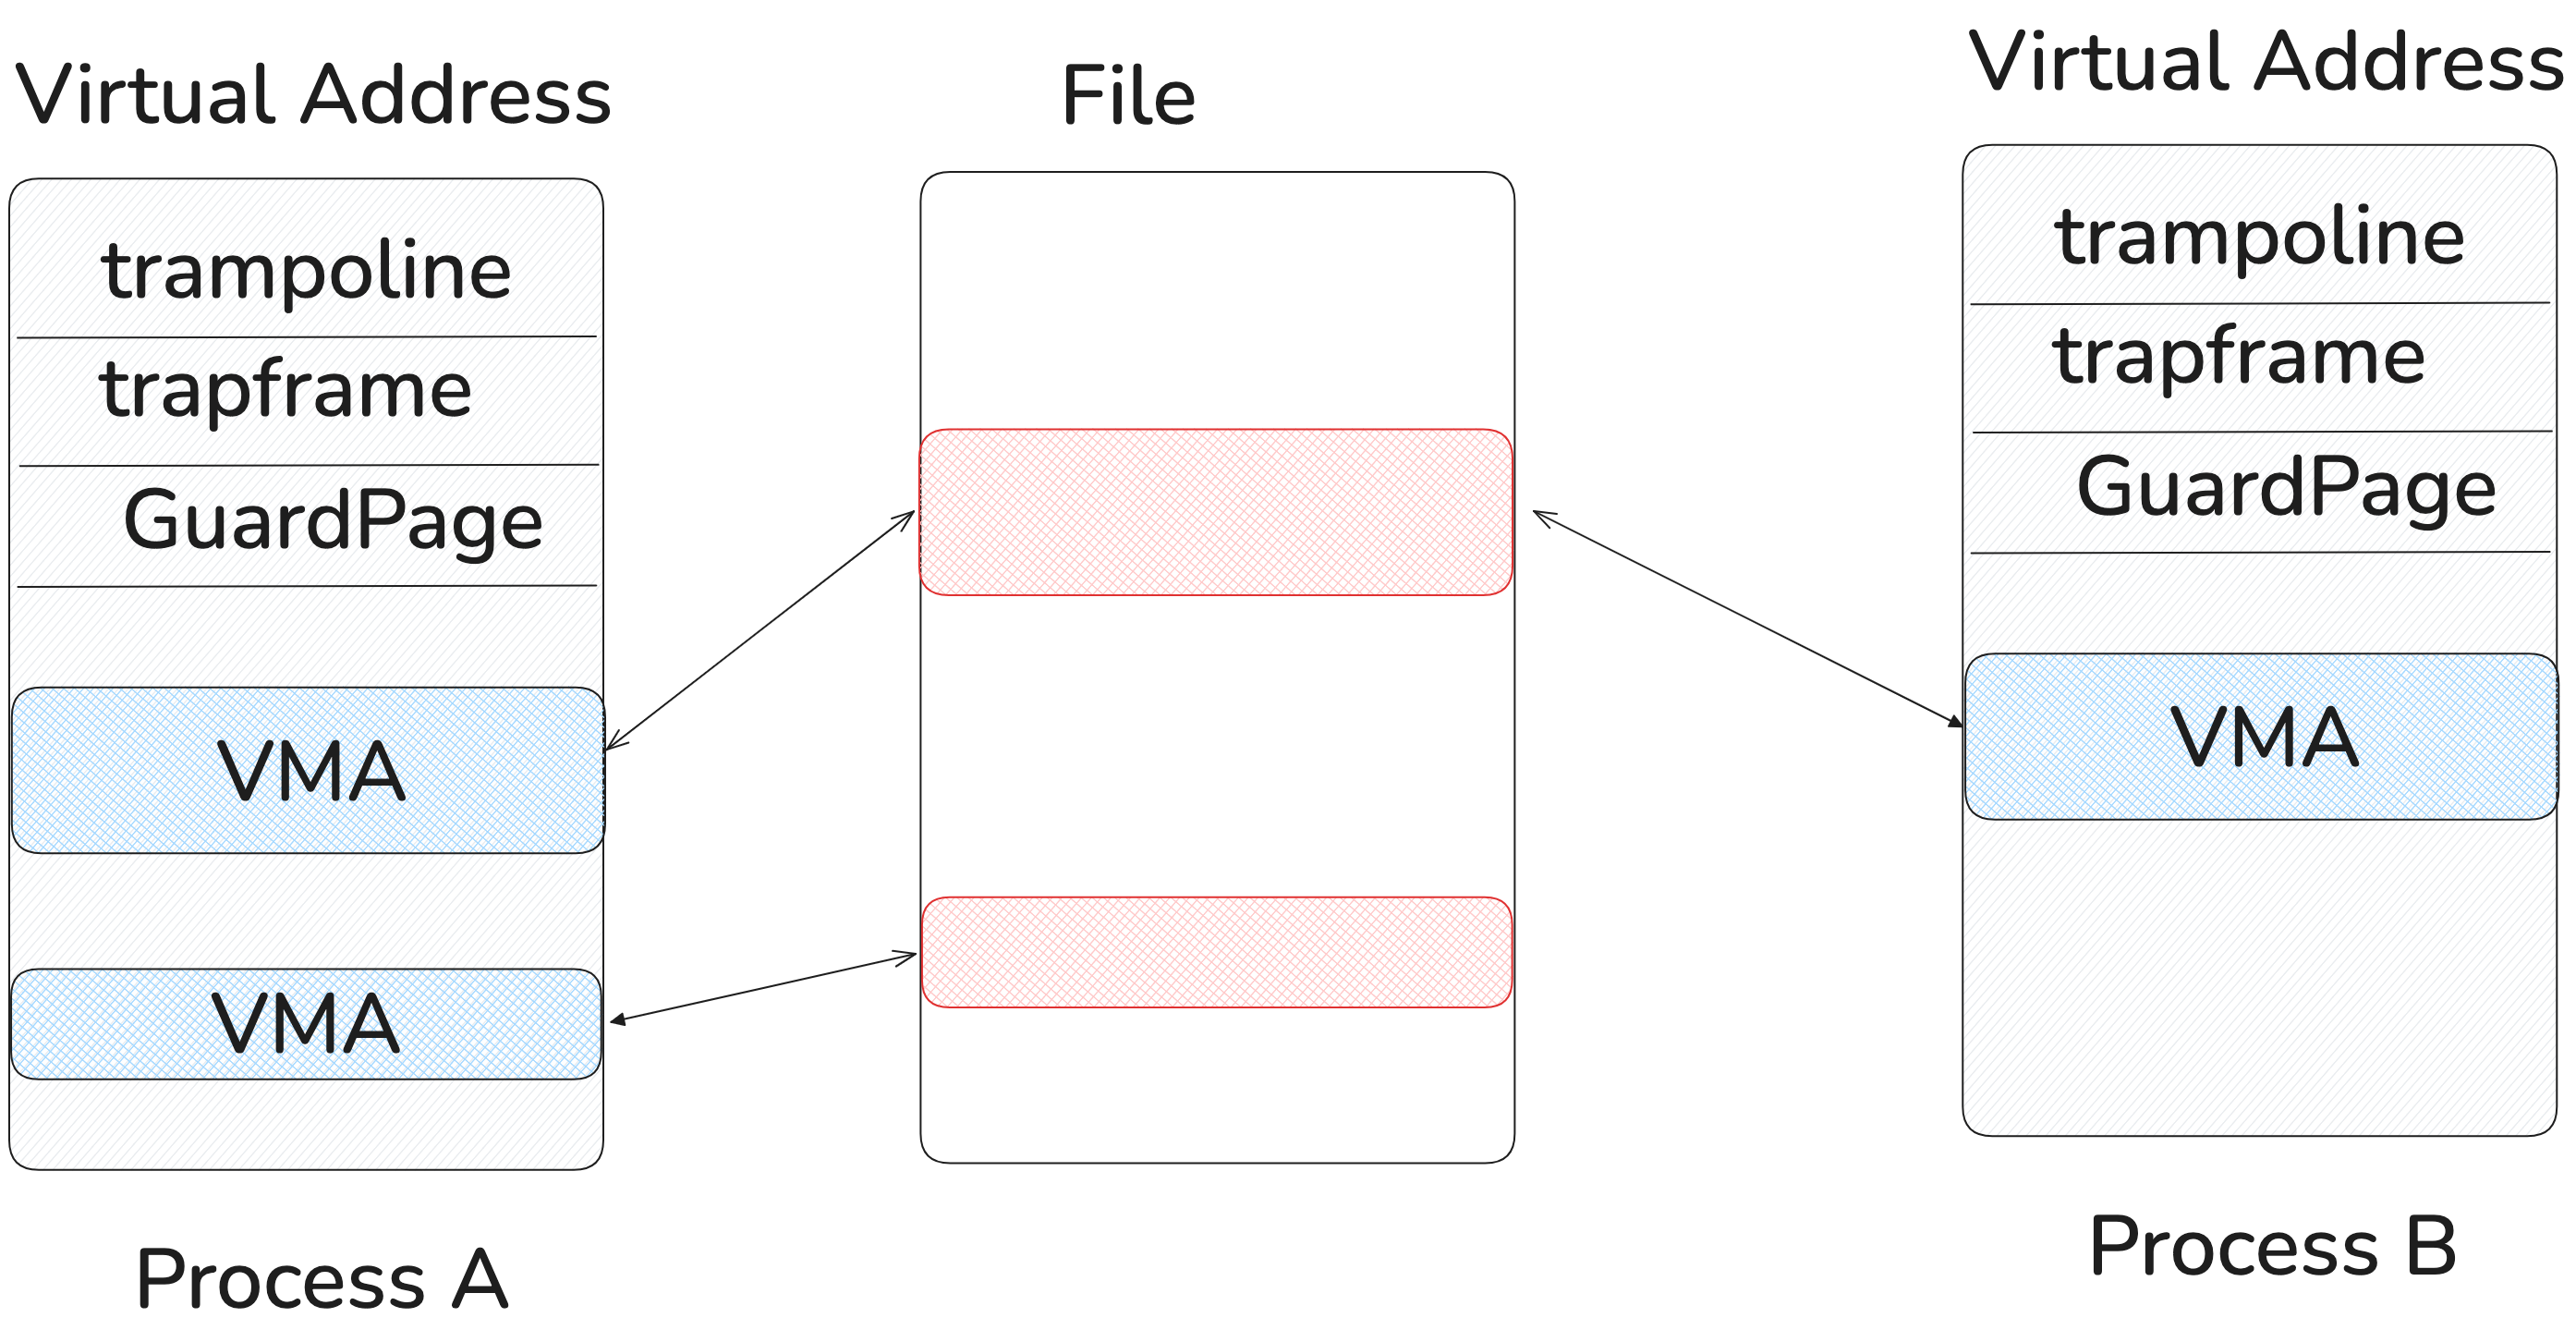 Virtual Address
trampoline
trapframe
GuardPage
VMA
VMA
Process A
File
Virtual Address
trampoline
trapframe
GuardPage
VMA
Process B